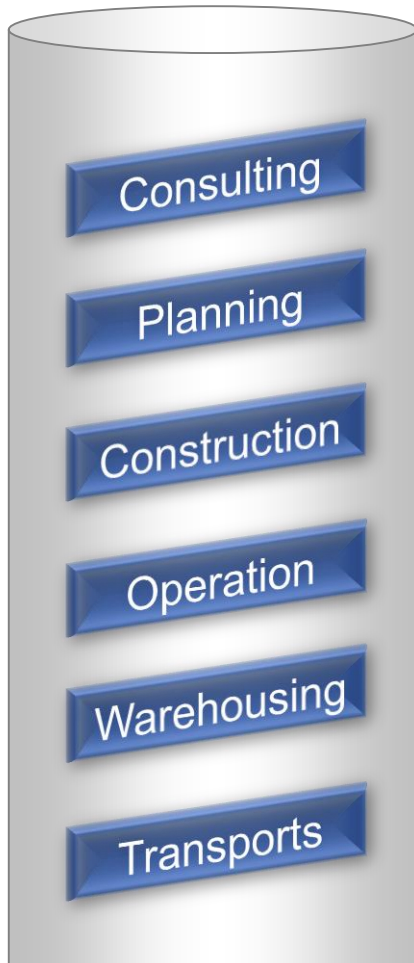 Consulting
Planning
Construction
Operation
Warehousing
Transports